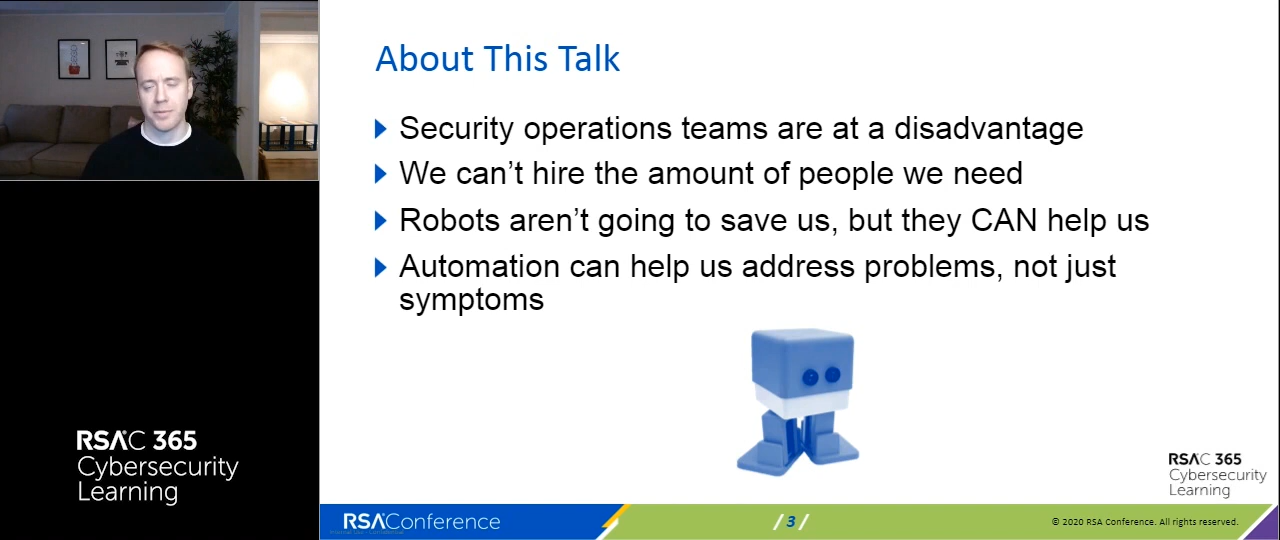 About This Talk
Security operations teams are at a disadvantage
We can’t hire the amount of people we need
Robots aren’t going to save us, but they CAN help us
Automation can help us address problems, not just
symptoms
RSAC 365
Cybersecurity
Learning
RSAC 365
Cybersecurity
Learning
RSAConference
/ 3 /
© 2020 RSA Conference. All rights reserved.